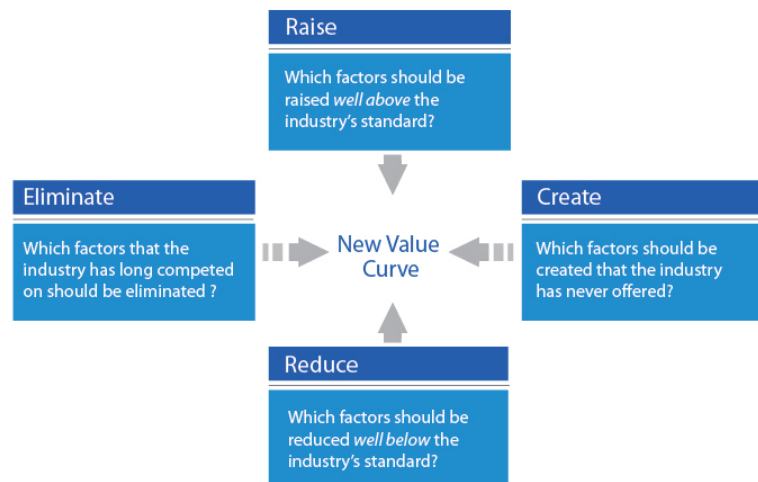 Raise
Which factors should be
raised well above the
industry's standard?
Eliminate
Which factors that the
industry has long competed
on should be eliminated ?
New Value
Curve
Create
Which factors should be
created that the industry
has never offered?
Reduce
Which factors should be
reduced well below the
industry's standard?